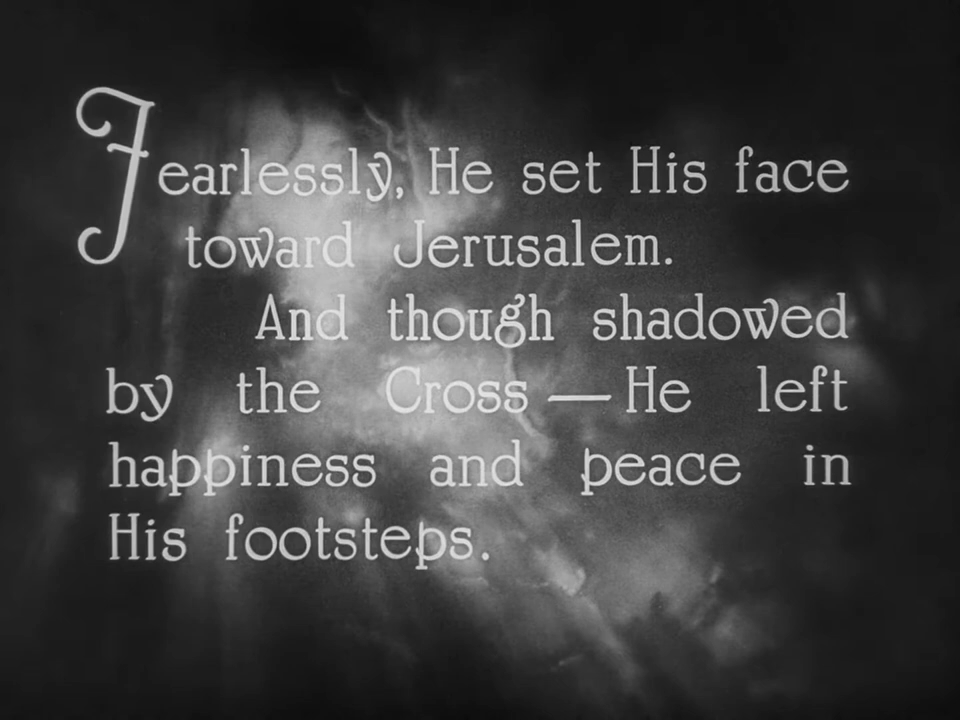 Fearlessly, He set His face
toward Jerusalem.
And though shadowed
by the Cross — He left
happiness and peace in
His footsteps.